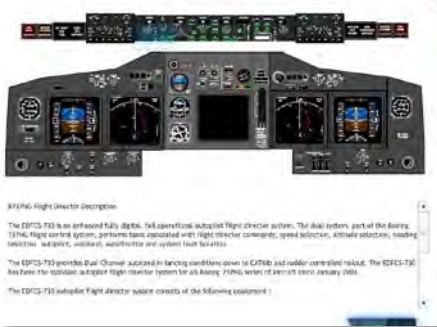 B737NG Flight Director Description
The EDFCS-730 is an enhanced fully digital, fail operational autopilot flight director system. The dual system, part of the Boeing
737NG flight control system, performs tasks associated with flight director commands, speed selection, altitude selection, heading
selection, autopilot, autoland, autothrottle and system fault isolation.
The EDFCS-730 provides Dual Channel autoland in landing conditions down to CATIIIb and rudder controlled rollout. The EDFCS-730
has been the standard autopilot flight director system for all Boeing 737NG series of aircraft since January 2003.
The EDFCS-730 autopilot flight director system consists of the following equipment :